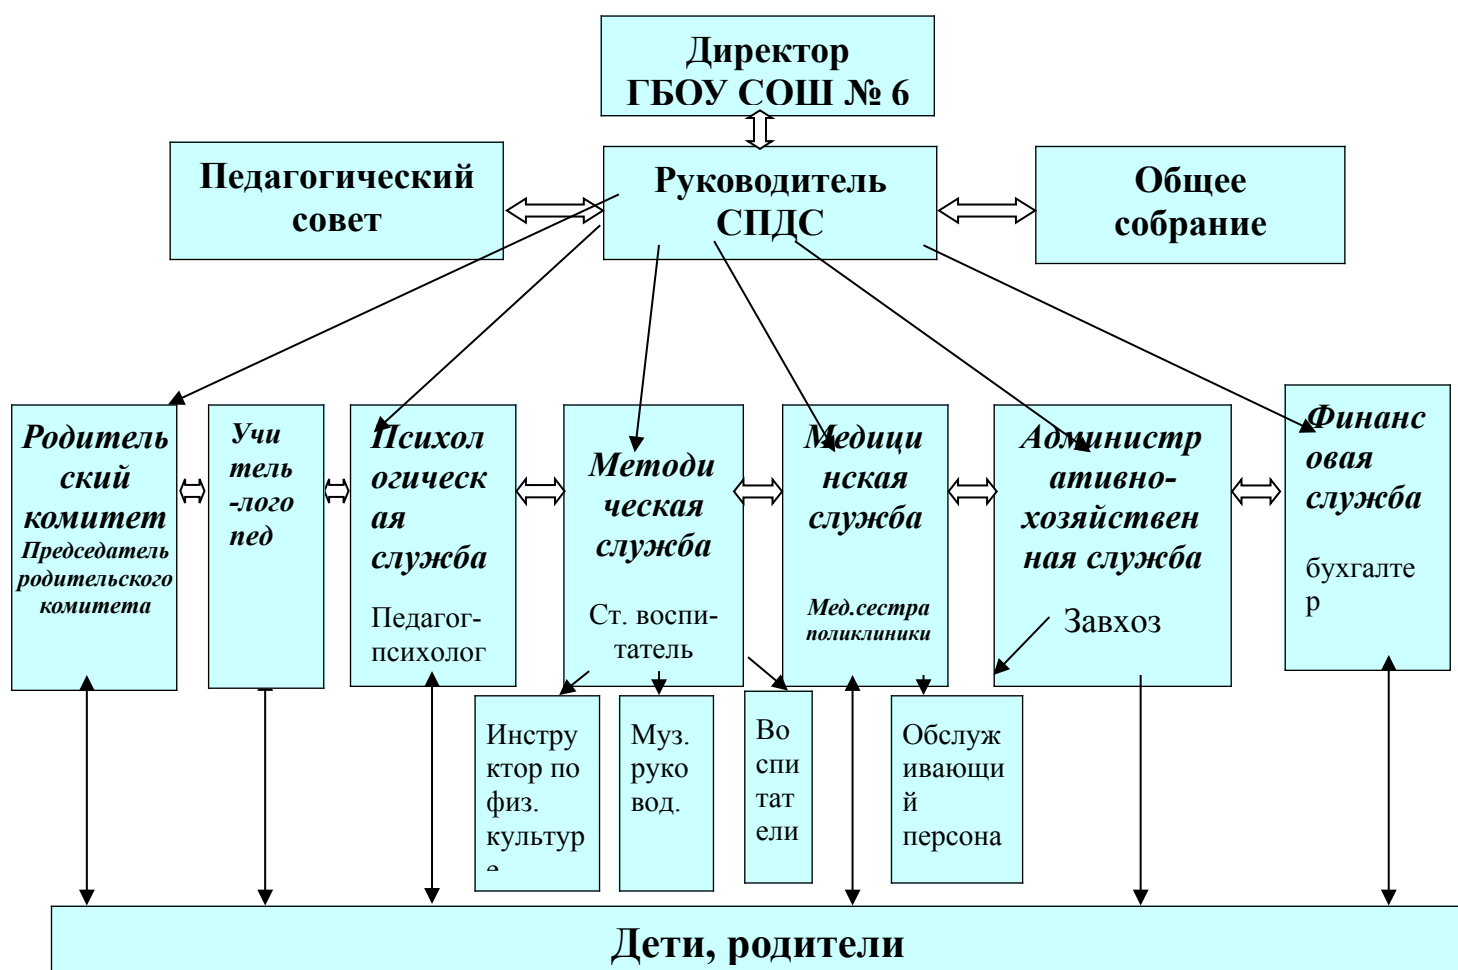 Директор
ГБОУ СОШ № 6
Педагогический
совет
Руководитель
СПДС
Общее
собрание
Родитель
ский
комитет
Председатель
родительского
комитета
Учи
тель
-лого
пед
Психол
огическ
ая
служба
Педагог-
психолог
Методи
ческая
служба
Ст. воспи-
татель
Медици
нская
служба
Мед.сестра
поликлиники
Администр
ативно-
хозяйствен
ная служба
Завхоз
Финанс
овая
служба
бухгалте
р
Инстру
ктор по
физ.
культур
е
Муз.
руко
вод.
Во
спи
тат
ели
Обслуж
ивающи
й
персона
Дети, родители